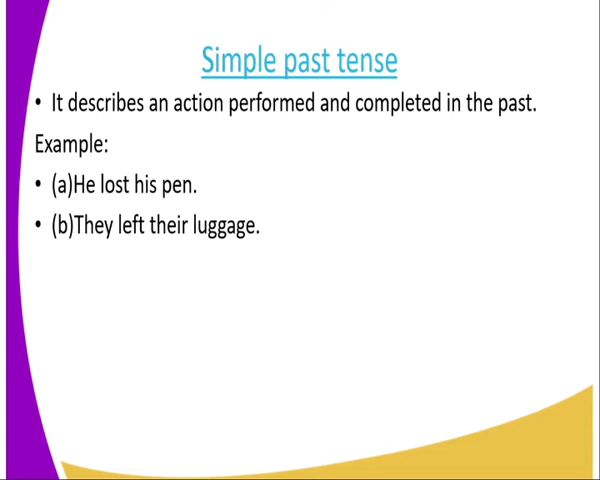 Simple past tense
• It describes an action performed and completed in the past.
Example:
• (a)He lost his pen.
• (b)They left their luggage.